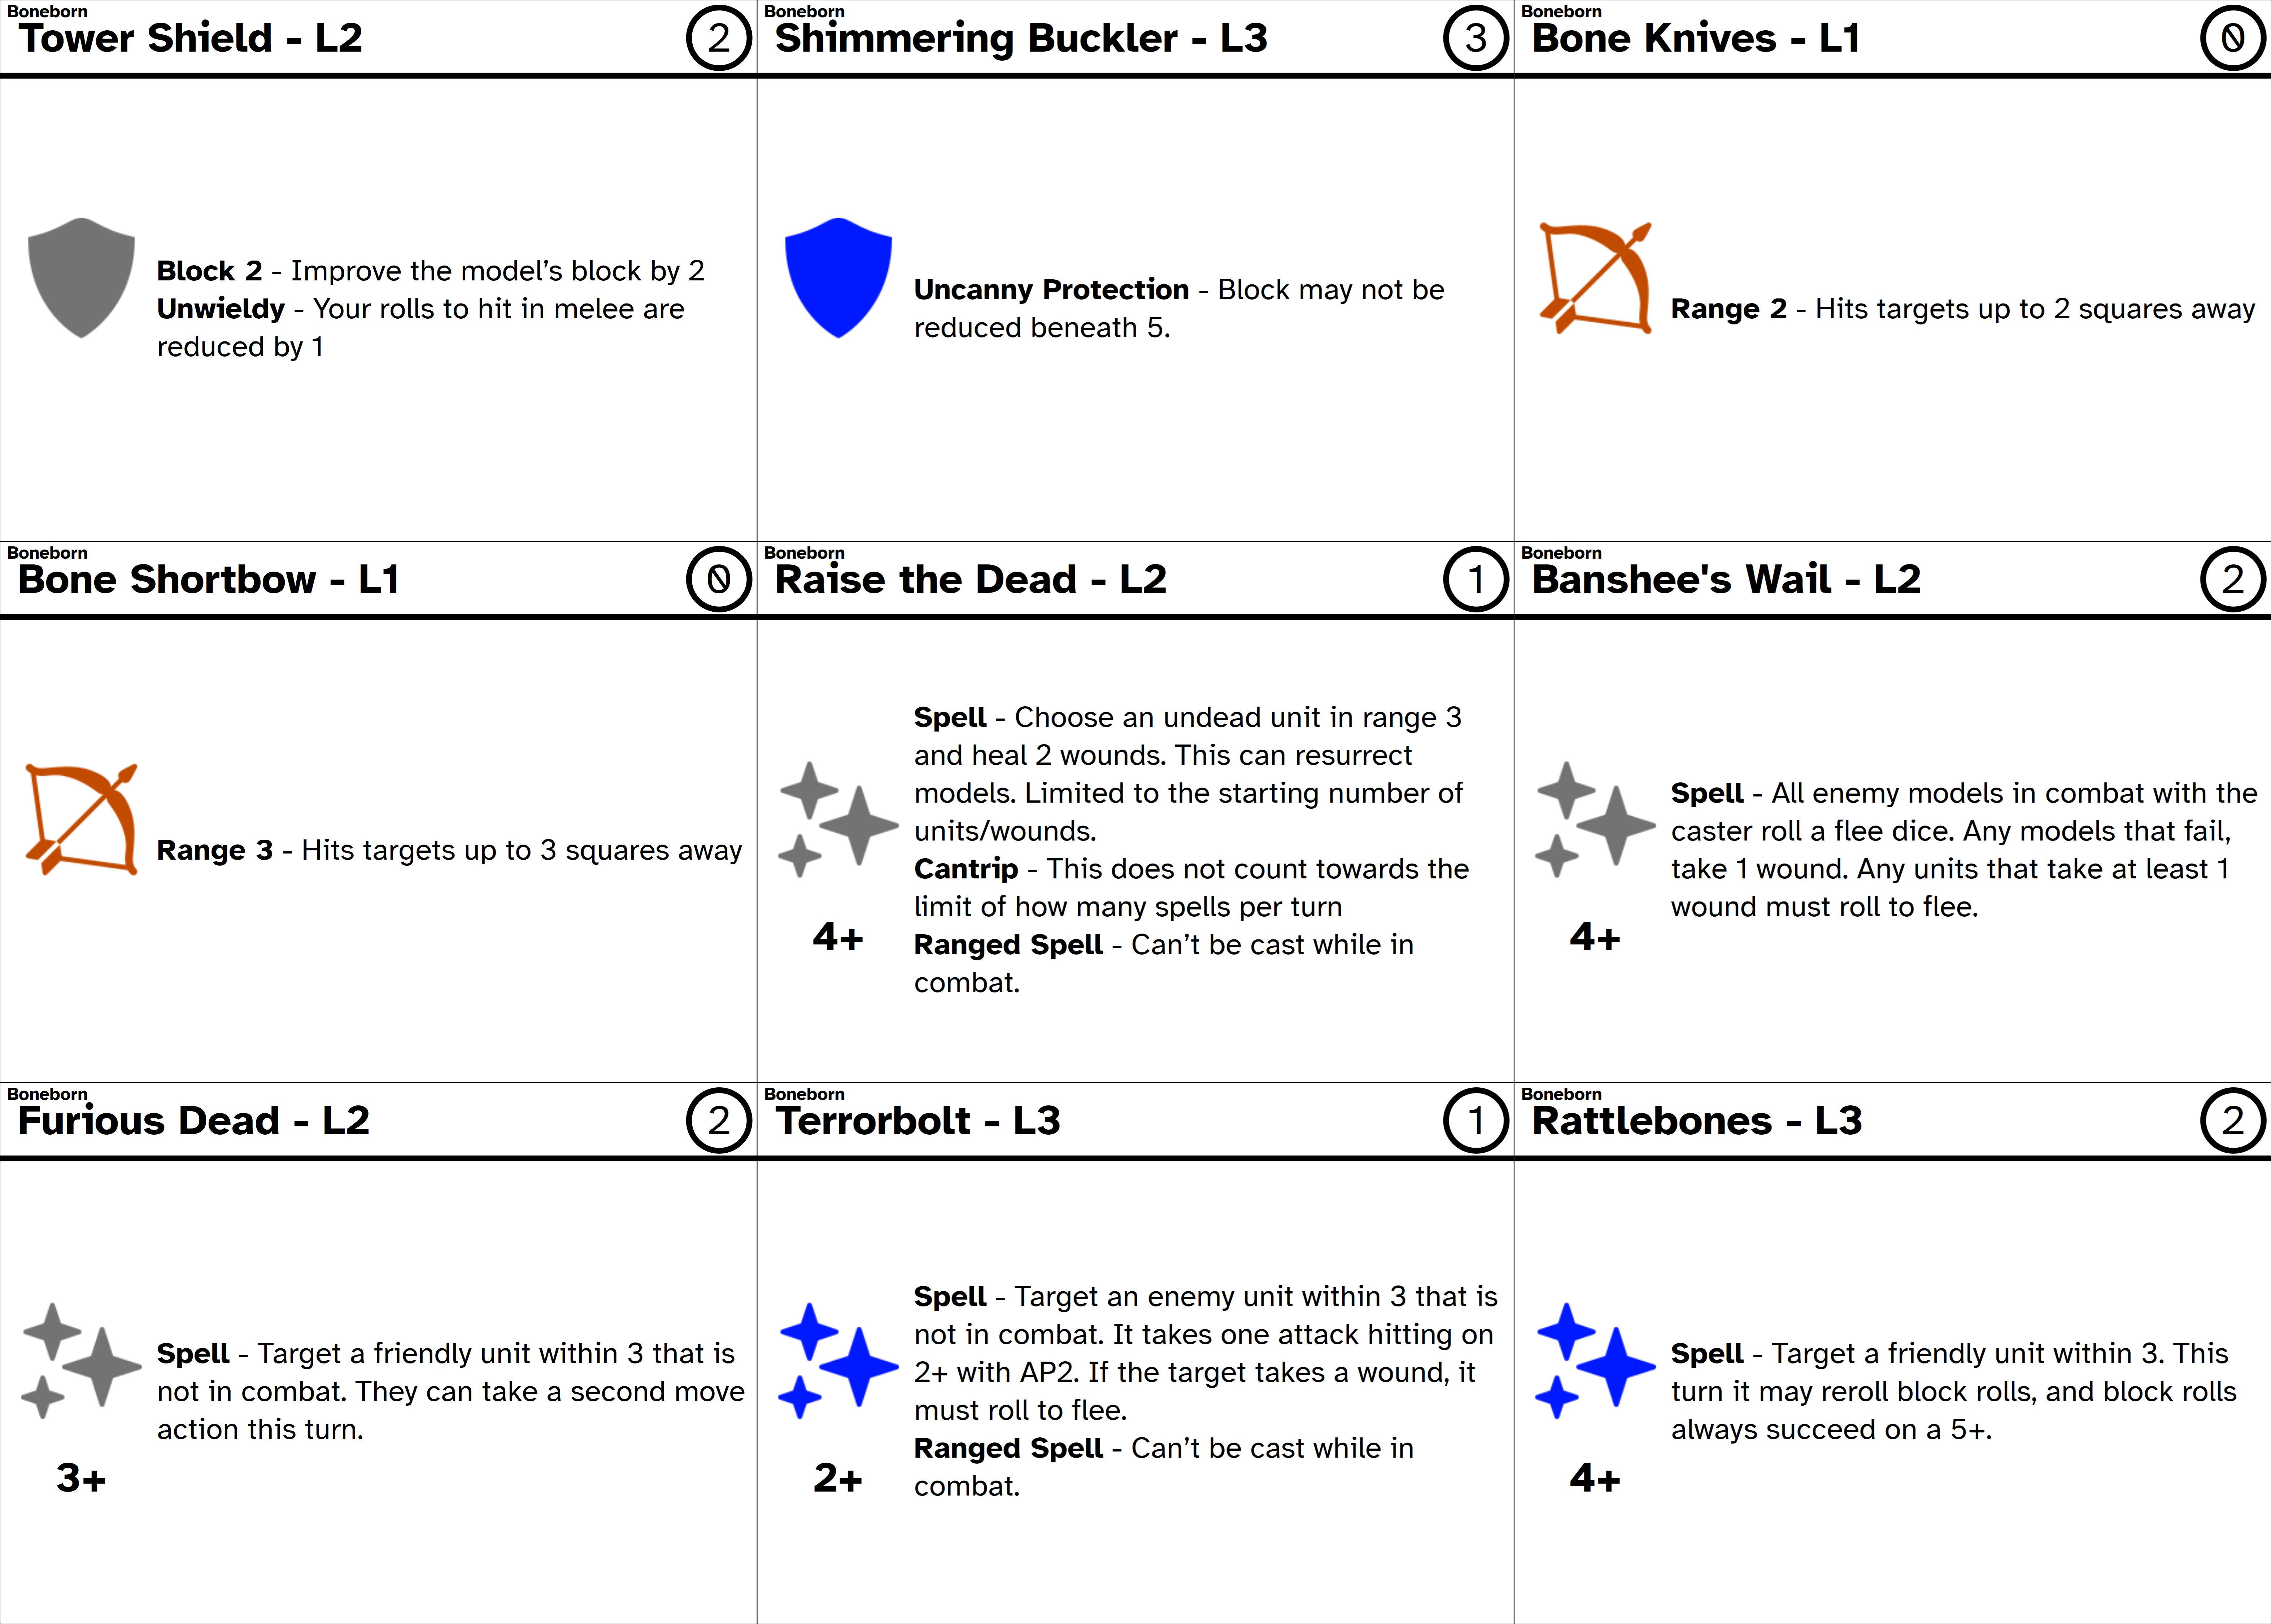 Boneborn
Tower Shield - L2
2
Block 2 - Improve the model’s block by 2
Unwieldy - Your rolls to hit in melee are
reduced by 1
Boneborn
Shimmering Buckler - L3
3
Uncanny Protection - Block may not be
reduced beneath 5.
Boneborn
Bone Knives - L1
0
Range 2 - Hits targets up to 2 squares away
Boneborn
Bone Shortbow - L1
0
Range 3 - Hits targets up to 3 squares away
Boneborn
Raise the Dead - L2
1
Spell - Choose an undead unit in range 3
and heal 2 wounds. This can resurrect
models. Limited to the starting number of
units/wounds.
Cantrip - This does not count towards the
limit of how many spells per turn
Ranged Spell - Can’t be cast while in
combat.
4+
Boneborn
Banshee's Wail - L2
2
Spell - All enemy models in combat with the
caster roll a flee dice. Any models that fail,
take 1 wound. Any units that take at least 1
wound must roll to flee.
4+
Boneborn
Furious Dead - L2
2
Spell - Target a friendly unit within 3 that is
not in combat. They can take a second move
action this turn.
3+
Boneborn
Terrorbolt - L3
1
Spell - Target an enemy unit within 3 that is
not in combat. It takes one attack hitting on
2+ with AP2. If the target takes a wound, it
must roll to flee.
Ranged Spell - Can’t be cast while in
combat.
2+
Boneborn
Rattlebones - L3
2
Spell - Target a friendly unit within 3. This
turn it may reroll block rolls, and block rolls
always succeed on a 5+.
4+